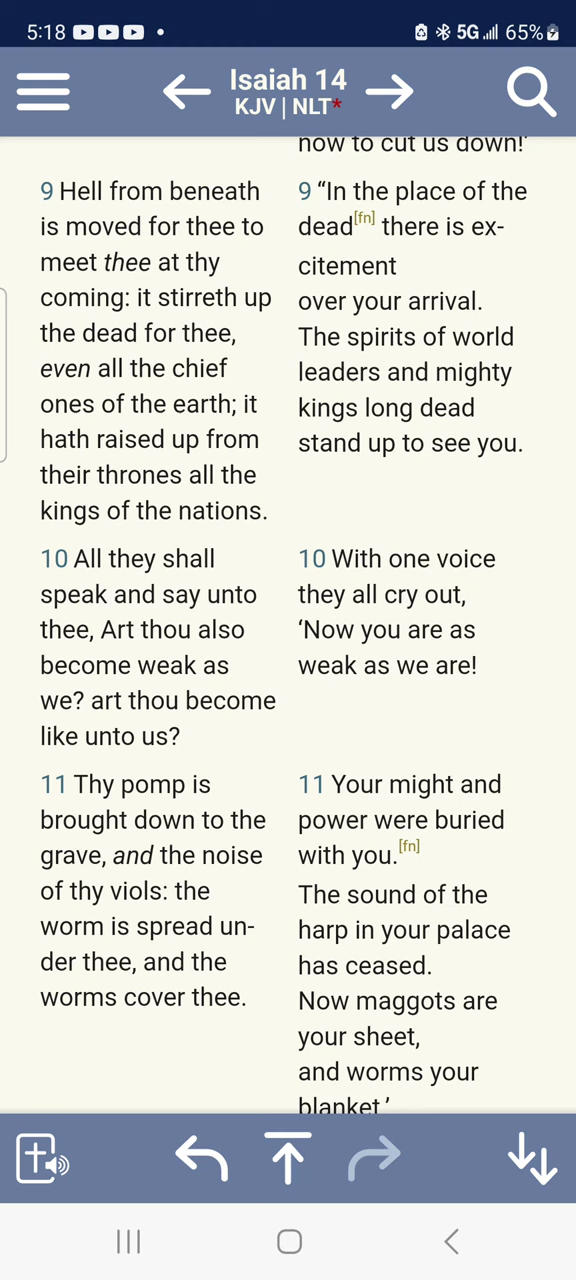 5:18
5G 65%
Isaiah 14
KJV | NLT*
how to cut us down!'
9 Hell from beneath
is moved for thee to
meet thee at thy
coming: it stirreth up
the dead for thee,
even all the chief
ones of the earth; it
hath raised up from
their thrones all the
kings of the nations.
9 “In the place of the
dead[fn] there is ex-
citement
over your arrival.
The spirits of world
leaders and mighty
kings long dead
stand up to see you.
10 All they shall
speak and say unto
thee, Art thou also
become weak as
we? art thou become
like unto us?
10 With one voice
they all cry out,
‘Now you are as
weak as we are!
11 Thy pomp is
brought down to the
grave, and the noise
of thy viols: the
worm is spread un-
der thee, and the
worms cover thee.
11 Your might and
power were buried
with you.[fn]
The sound of the
harp in your palace
has ceased.
Now maggots are
your sheet,
and worms your
blanket.’